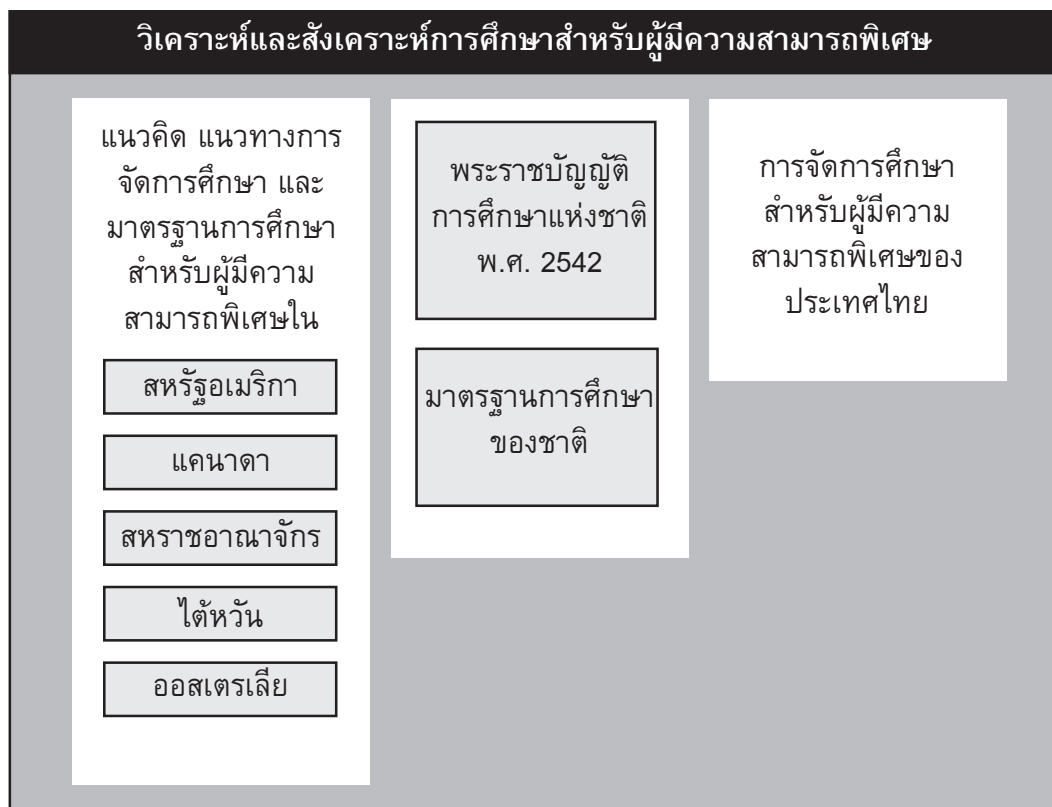 วิเคราะห์และสังเคราะห์การศึกษาสำหรับผู้มีความสามารถพิเศษ
แนวคิด แนวทางการ
จัดการศึกษา และ
มาตรฐานการศึกษา
สำหรับผู้มีความ
สามารถพิเศษใน
สหรัฐอเมริกา
แคนาดา
สหราชอาณาจักร
ไต้หวัน
ออสเตรเลีย
พระราชบัญญัติ
การศึกษาแห่งชาติ
พ.ศ. 2542
มาตรฐานการศึกษา
ของชาติ
การจัดการศึกษา
สำหรับผู้มีความ
สามารถพิเศษของ
ประเทศไทย